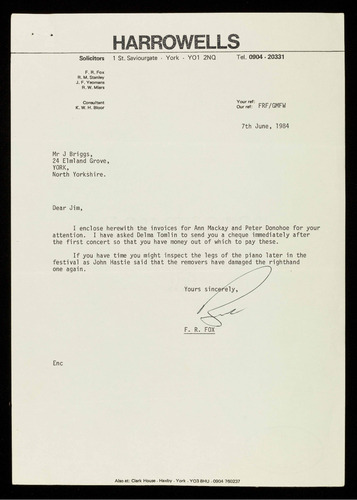 HARROWELLS
Solicitors 1 St. Saviourgate - York - YO1 2NQ Tel. 0904 - 20331
F. R. Fox
R. M. Stanley
J. F. Yeomans
R. W. Miers
Consultant
K. W. H. Bloor
Your ref:
Our ref: FRF/GMFW
7th June, 1984
Mr J Briggs,
24 Elmland Grove,
YORK,
North Yorkshire.
Dear Jim,
I enclose herewith the invoices for Ann Mackay and Peter Donohoe for your
attention. I have asked Delma Tomlin to send you a cheque immediately after
the first concert so that you have money out of which to pay these.
If you have time you might inspect the legs of the piano later in the
festival as John Hastie said that the removers have damaged the righthand
one again.
Yours sincerely,
F. R. FOX
Enc
Also at: Clark House - Haxby - York - YO3 8HU . 0904 760237